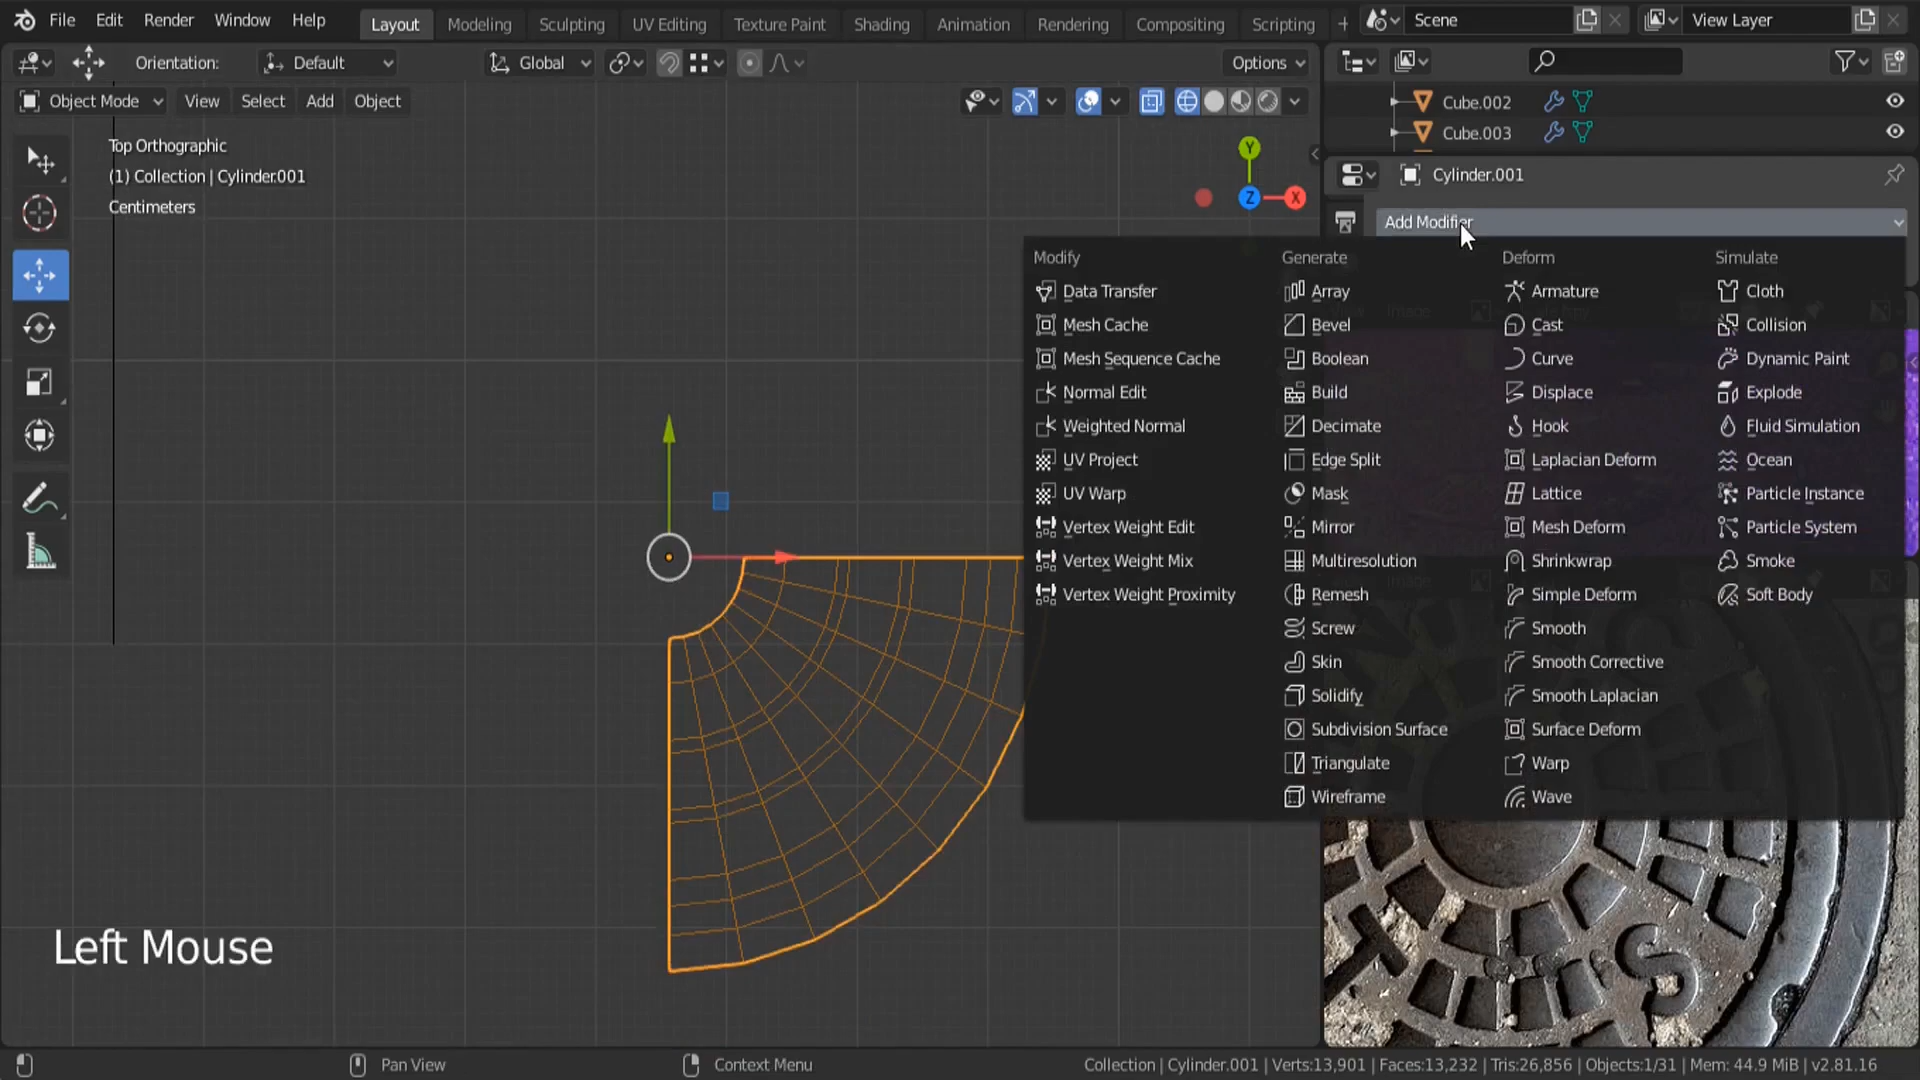 File Edit Render Window Help Layout Modeling Sculpting UV Editing Texture Paint Shading Animation Rendering Compositing Scripting + Scene View Layer
Orientation: Default Global Options
Object Mode View Select Add Object
Cube.002
Cube.003
Top Orthographic
(1) Collection | Cylinder.001
Centimeters
Y
Z
X
Cylinder.001
Add Modifier
Modify
Data Transfer
Mesh Cache
Mesh Sequence Cache
Normal Edit
Weighted Normal
UV Project
UV Warp
Vertex Weight Edit
Vertex Weight Mix
Vertex Weight Proximity
Generate
Array
Bevel
Boolean
Build
Decimate
Edge Split
Mask
Mirror
Multiresolution
Remesh
Screw
Skin
Solidify
Subdivision Surface
Triangulate
Wireframe
Deform
Armature
Cast
Curve
Displace
Hook
Laplacian Deform
Lattice
Mesh Deform
Shrinkwrap
Simple Deform
Smooth
Smooth Corrective
Smooth Laplacian
Surface Deform
Warp
Wave
Simulate
Cloth
Collision
Dynamic Paint
Explode
Fluid Simulation
Ocean
Particle Instance
Particle System
Smoke
Soft Body
Left Mouse
Pan View Context Menu Collection | Cylinder.001 | Verts:13,901 | Faces:13,232 | Tris:26,856 | Objects:1/31 | Mem: 44.9 MiB | v2.81.16